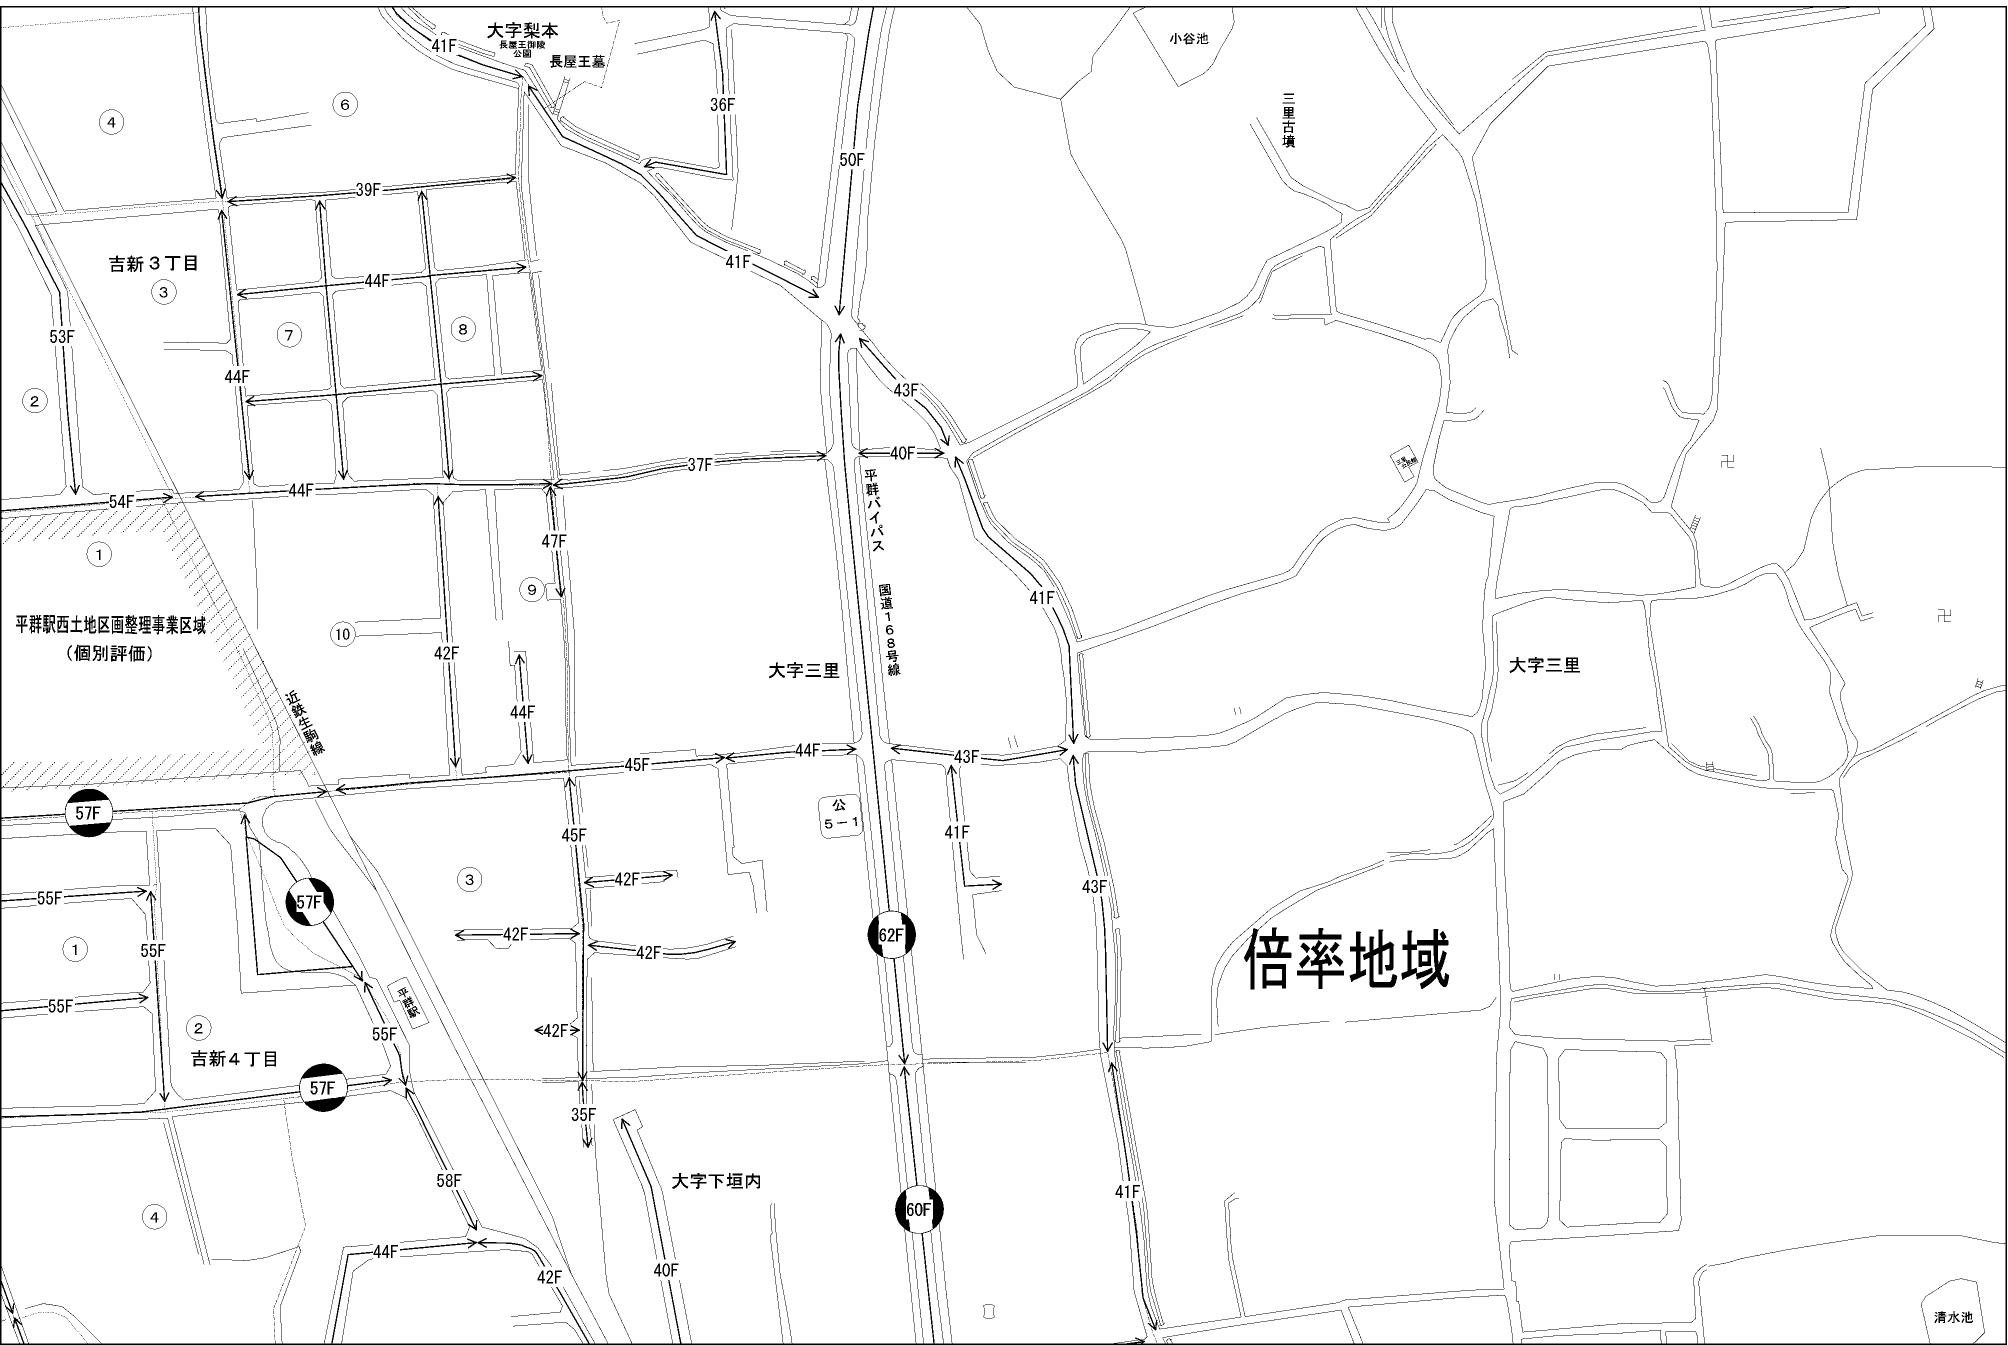 大字梨本
長屋王御陵
公園
長屋王墓
小谷池
三里古墳
41F
36F
50F
④
⑥
39F
吉新３丁目
③
44F
41F
53F
⑦
⑧
44F
②
43F
40F
37F
44F
54F
平群バイパス
国道１６８号線
①
47F
⑨
41F
平群駅西土地区画整理事業区域
（個別評価）
⑩
42F
大字三里
大字三里
近鉄生駒線
44F
45F
44F
43F
57F
公
５－１
45F
41F
③
42F
43F
55F
57F
①
55F
42F
42F
62F
倍率地域
55F
平群駅
②
55F
42F
吉新４丁目
57F
35F
大字下垣内
58F
41F
④
60F
44F
42F
40F
清水池